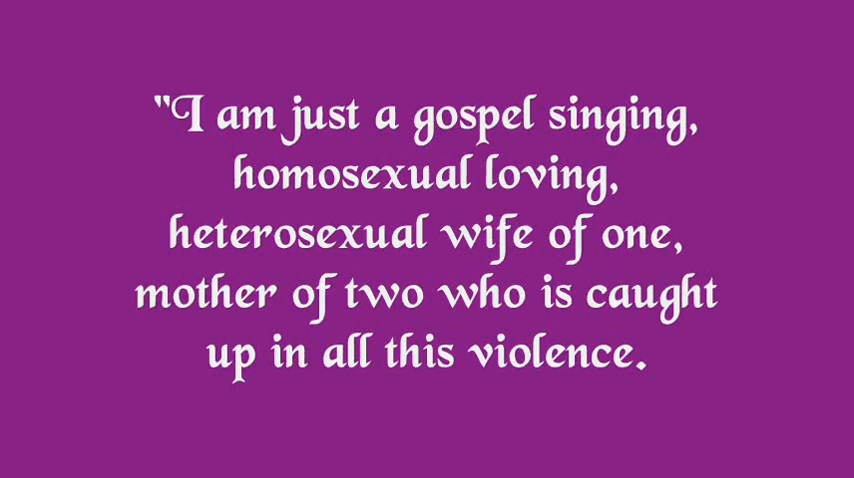 "I am just a gospel singing,
homosexual loving,
heterosexual wife of one,
mother of two who is caught
up in all this violence.